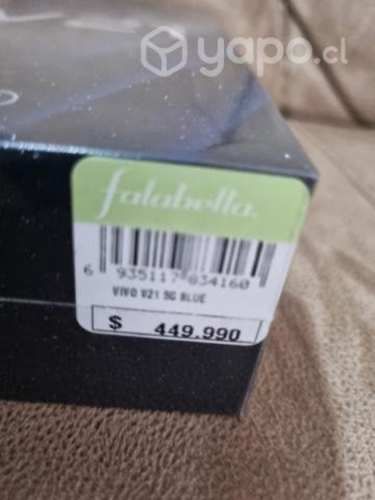 yapo.cl
falabella.
6 935117 834160
VIVO V21 5G BLUE
$ 449.990